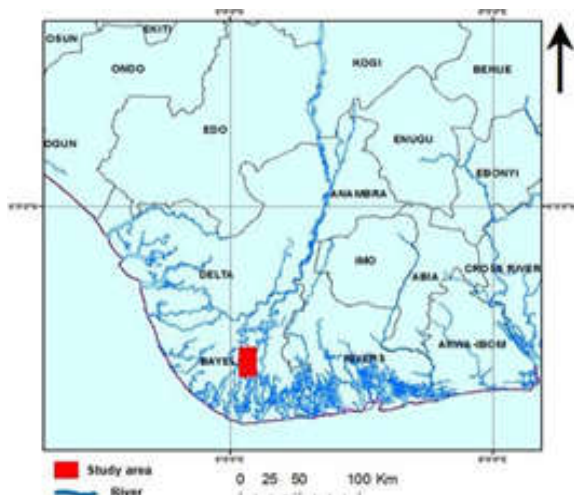 EKITI
OSUN
KOGI
ONDO
BENUE
EDO
ENUGU
OGUN
EBONYI
ANAMBRA
IMO
DELTA
ABIA
CROSS RIVER
AKWA-IBOM
BAYEL
RIVERS
Study area
0 25 50 100 Km
River